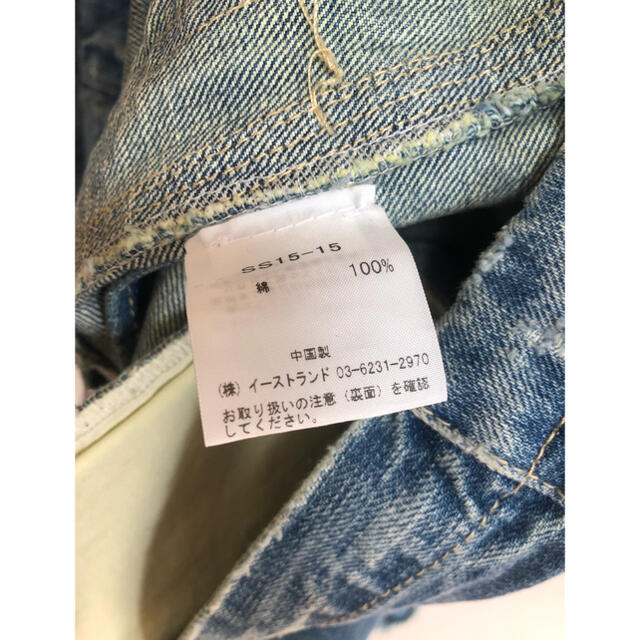 SS15-15
綿 100%
中国製
(株) イーストランド 03-6231-2970
お取り扱いの注意(裏面)を確認
してください。